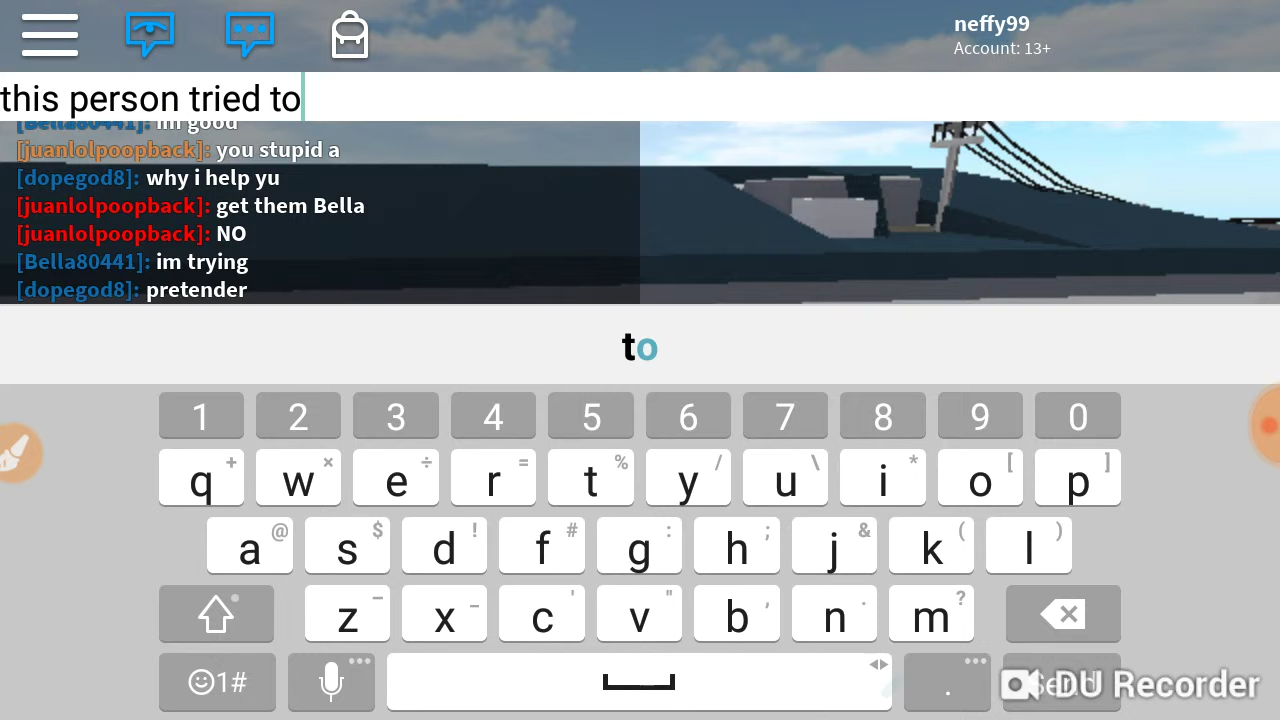 neffy99
Account: 13+
this person tried to
[Bella80441]: im good
[juanlolpoopback]: you stupid a
[dopegod8]: why i help yu
[juanlolpoopback]: get them Bella
[juanlolpoopback]: NO
[Bella80441]: im trying
[dopegod8]: pretender
to
1 2 3 4 5 6 7 8 9 0
q + w × e ÷ r = t % y / u \ i * o [ p ]
a @ s $ d ! f # g : h ; j & k ( l )
z – x _ c ' v " b , n . m ?
1# . Send
DU Recorder